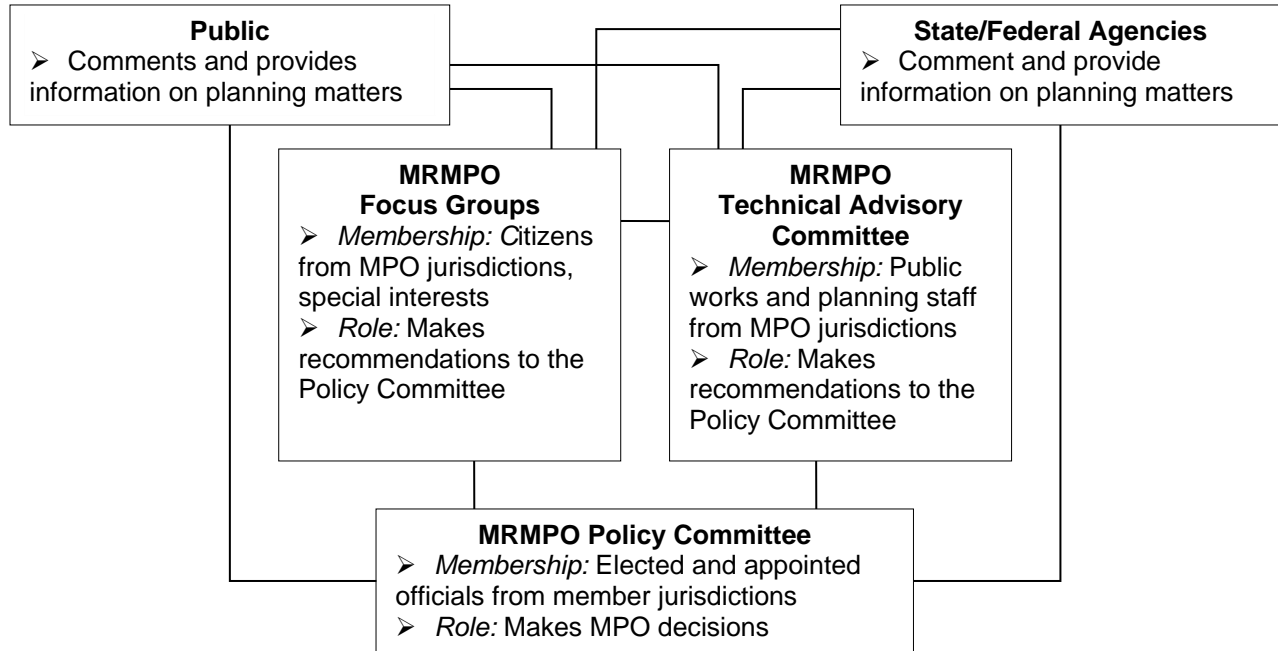 Public
➢ Comments and provides
information on planning matters
State/Federal Agencies
➢ Comment and provide
information on planning matters
MRMPO
Focus Groups
➢ Membership: Citizens
from MPO jurisdictions,
special interests
➢ Role: Makes
recommendations to the
Policy Committee
MRMPO
Technical Advisory
Committee
➢ Membership: Public
works and planning staff
from MPO jurisdictions
➢ Role: Makes
recommendations to the
Policy Committee
MRMPO Policy Committee
➢ Membership: Elected and appointed
officials from member jurisdictions
➢ Role: Makes MPO decisions